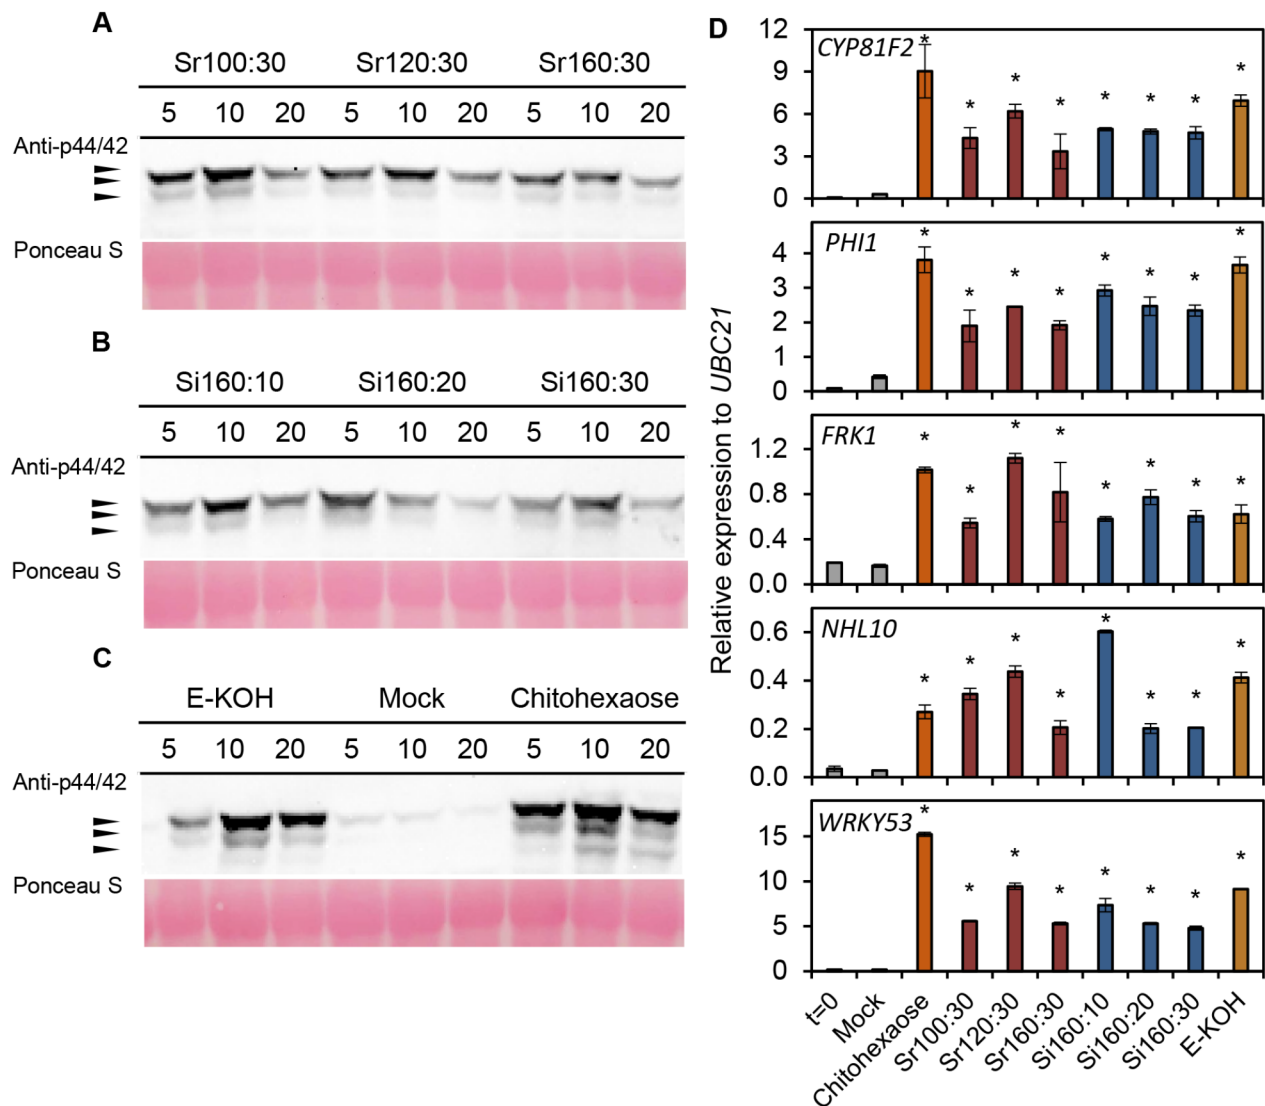 A
Sr100:30 Sr120:30 Sr160:30
5 10 20 5 10 20 5 10 20
Anti-p44/42
Ponceau S
B
Si160:10 Si160:20 Si160:30
5 10 20 5 10 20 5 10 20
Anti-p44/42
Ponceau S
C
E-KOH Mock Chitohexaose
5 10 20 5 10 20 5 10 20
Anti-p44/42
Ponceau S
D
Relative expression to UBC21
CYP81F2
12
9
6
3
0
* * * * * * * *
PHI1
4
3
2
1
0
* * * * * * * *
FRK1
1.2
0.8
0.4
0.0
* * * * * * * *
NHL10
0.6
0.4
0.2
0.0
* * * * * * * *
WRKY53
15
10
5
0
* * * * * * * *
t=0
Mock
Chitohexaose
Sr100:30
Sr120:30
Sr160:30
Si160:10
Si160:20
Si160:30
E-KOH